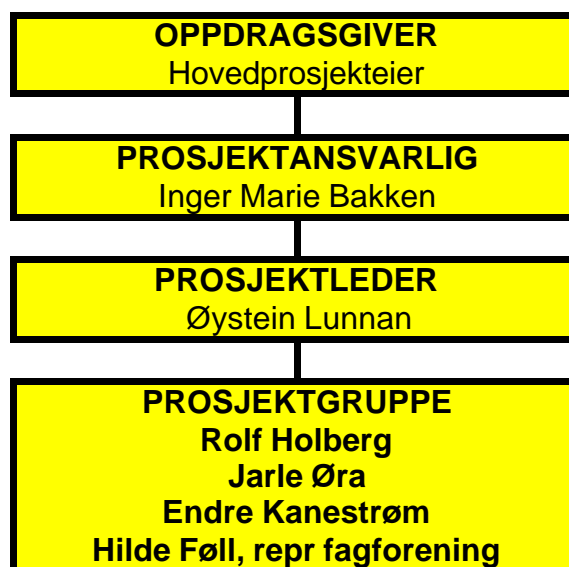 OPPDRAGSGIVER
Hovedprosjekteier
PROSJEKTANSVARLIG
Inger Marie Bakken
PROSJEKTLEDER
Øystein Lunnan
PROSJEKTGRUPPE
Rolf Holberg
Jarle Øra
Endre Kanestrøm
Hilde Føll, repr fagforening